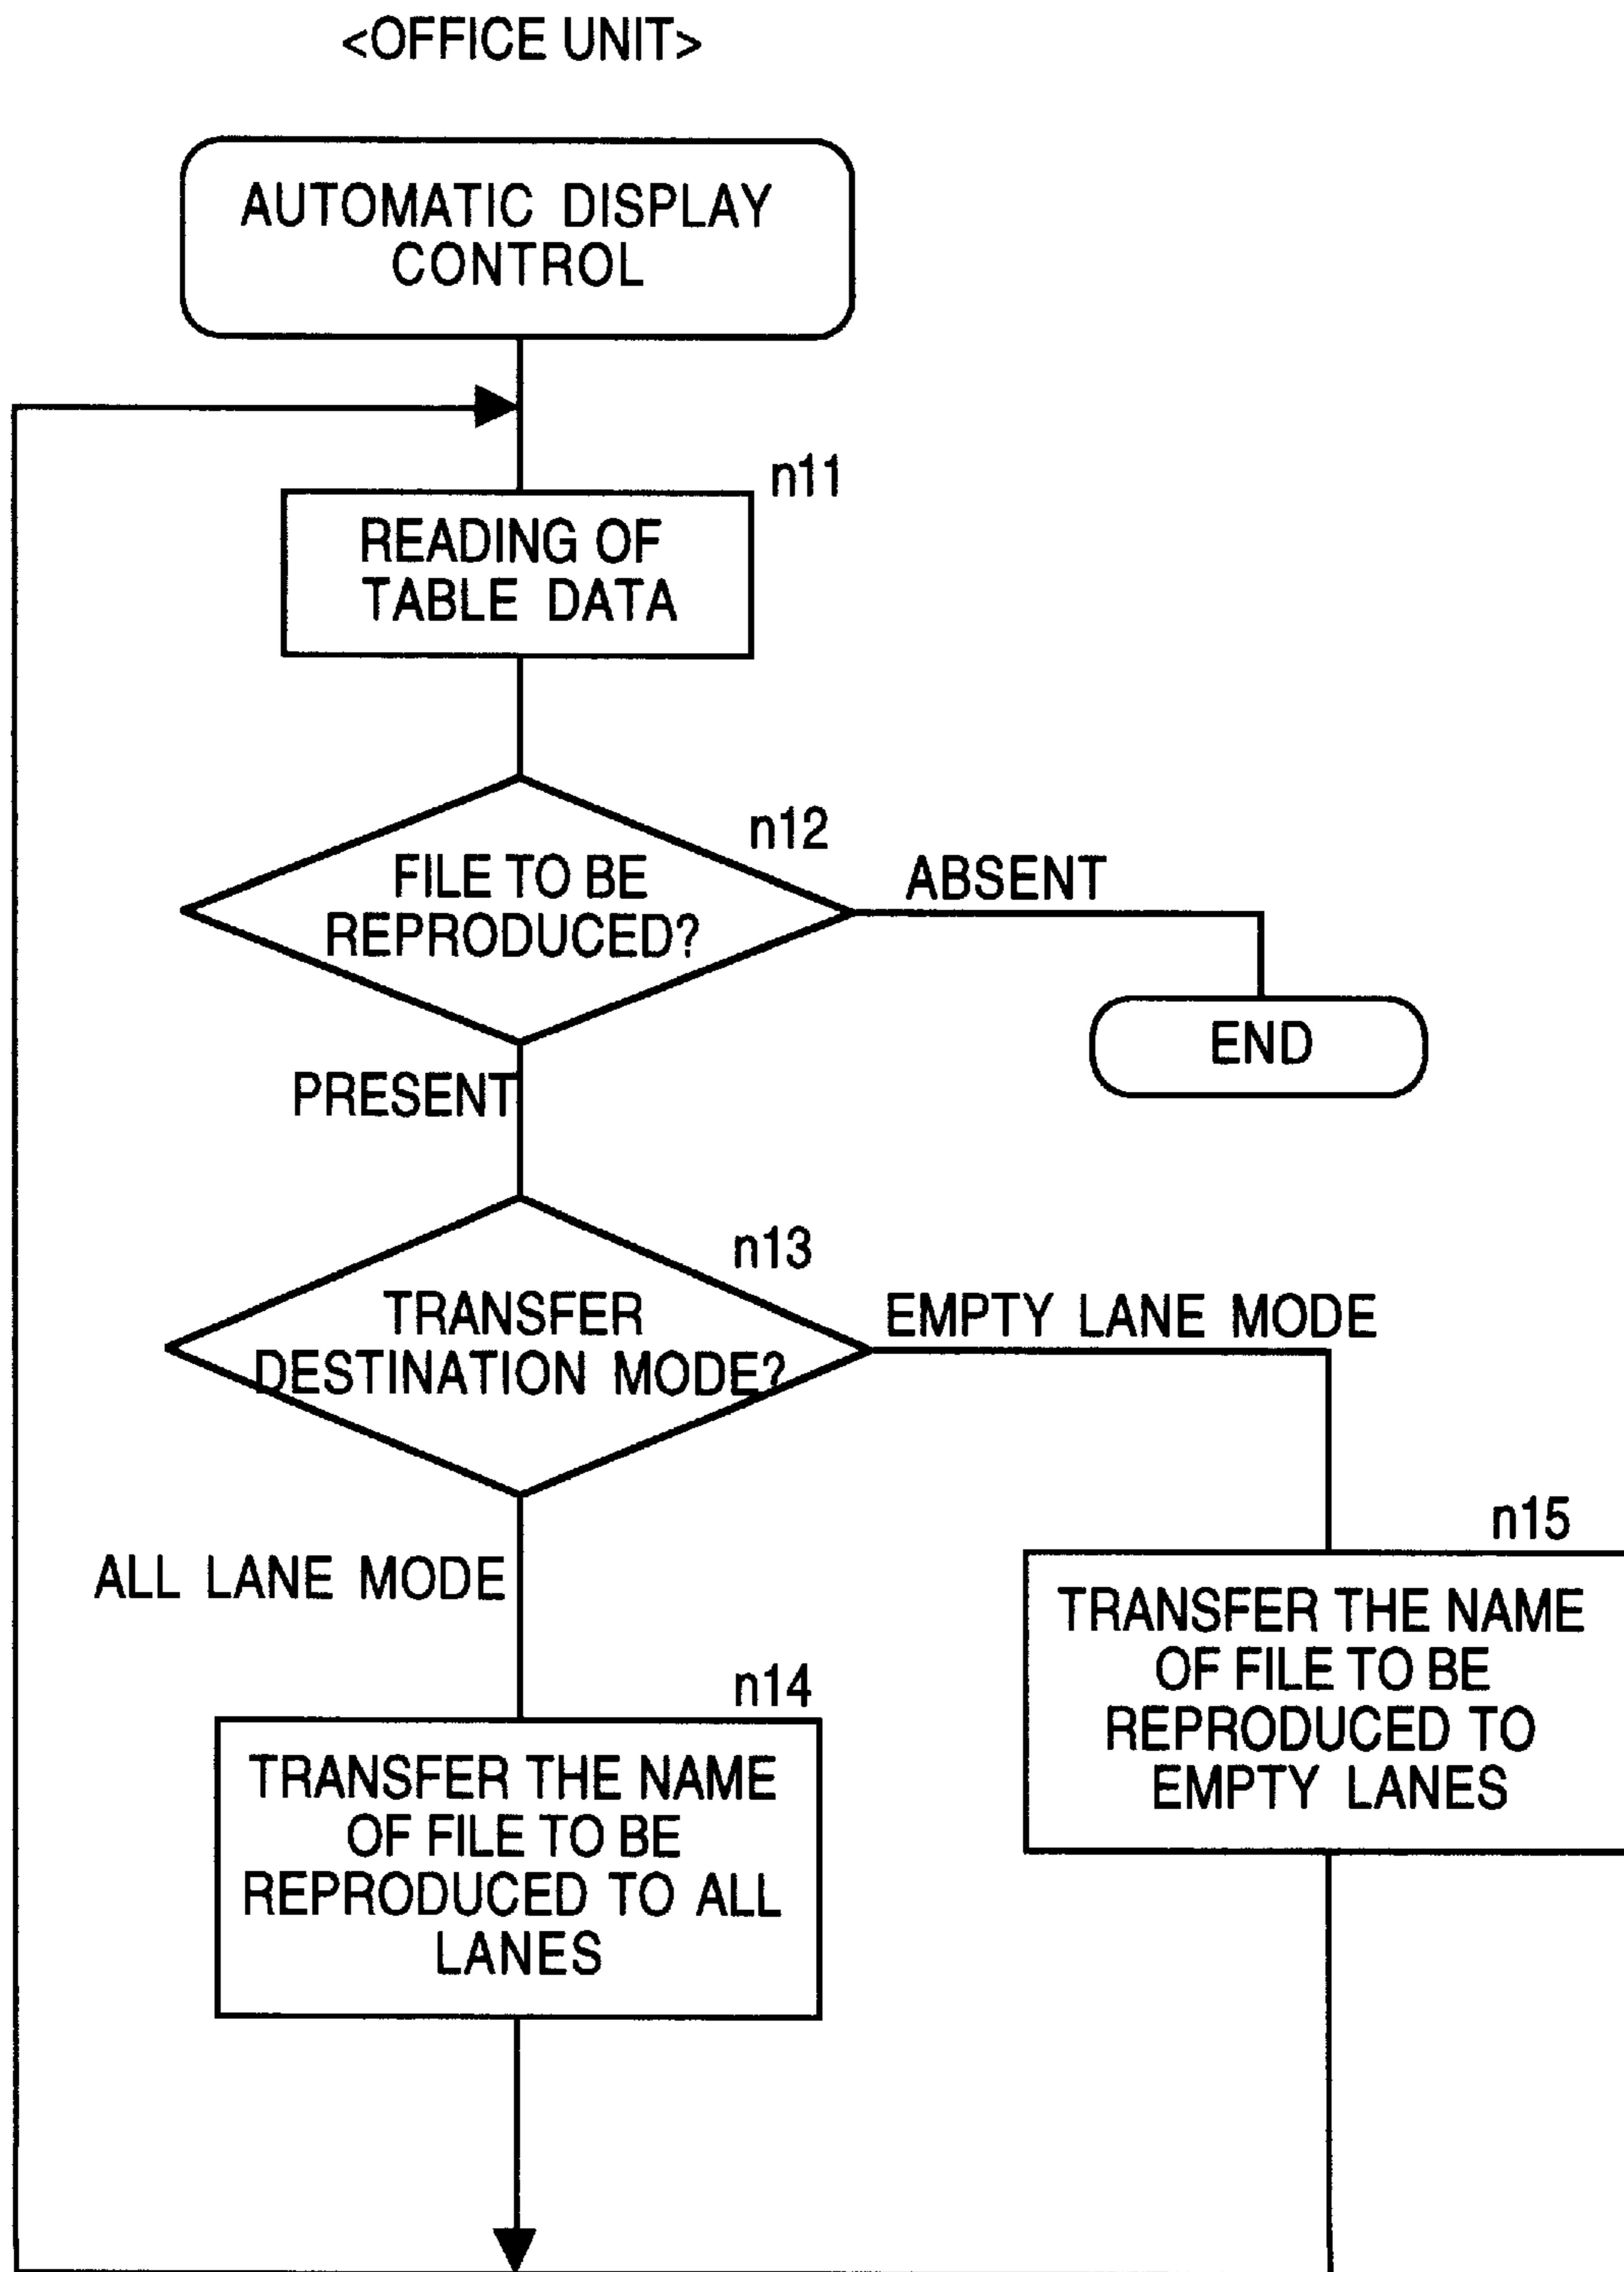 <OFFICE UNIT>
AUTOMATIC DISPLAY
CONTROL
n11
READING OF
TABLE DATA
n12
FILE TO BE
REPRODUCED?
ABSENT
END
PRESENT
n13
TRANSFER
DESTINATION MODE?
EMPTY LANE MODE
ALL LANE MODE
n15
TRANSFER THE NAME
OF FILE TO BE
REPRODUCED TO
EMPTY LANES
n14
TRANSFER THE NAME
OF FILE TO BE
REPRODUCED TO ALL
LANES